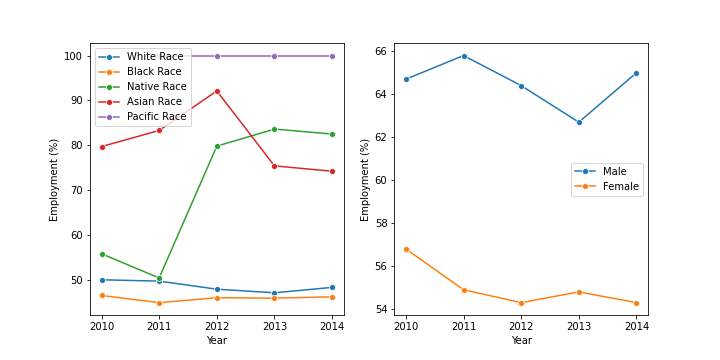 100
90
80
70
60
50
Employment (%)
White Race
Black Race
Native Race
Asian Race
Pacific Race
2010 2011 2012 2013 2014
Year
66
64
62
60
58
56
54
Employment (%)
Male
Female
2010 2011 2012 2013 2014
Year